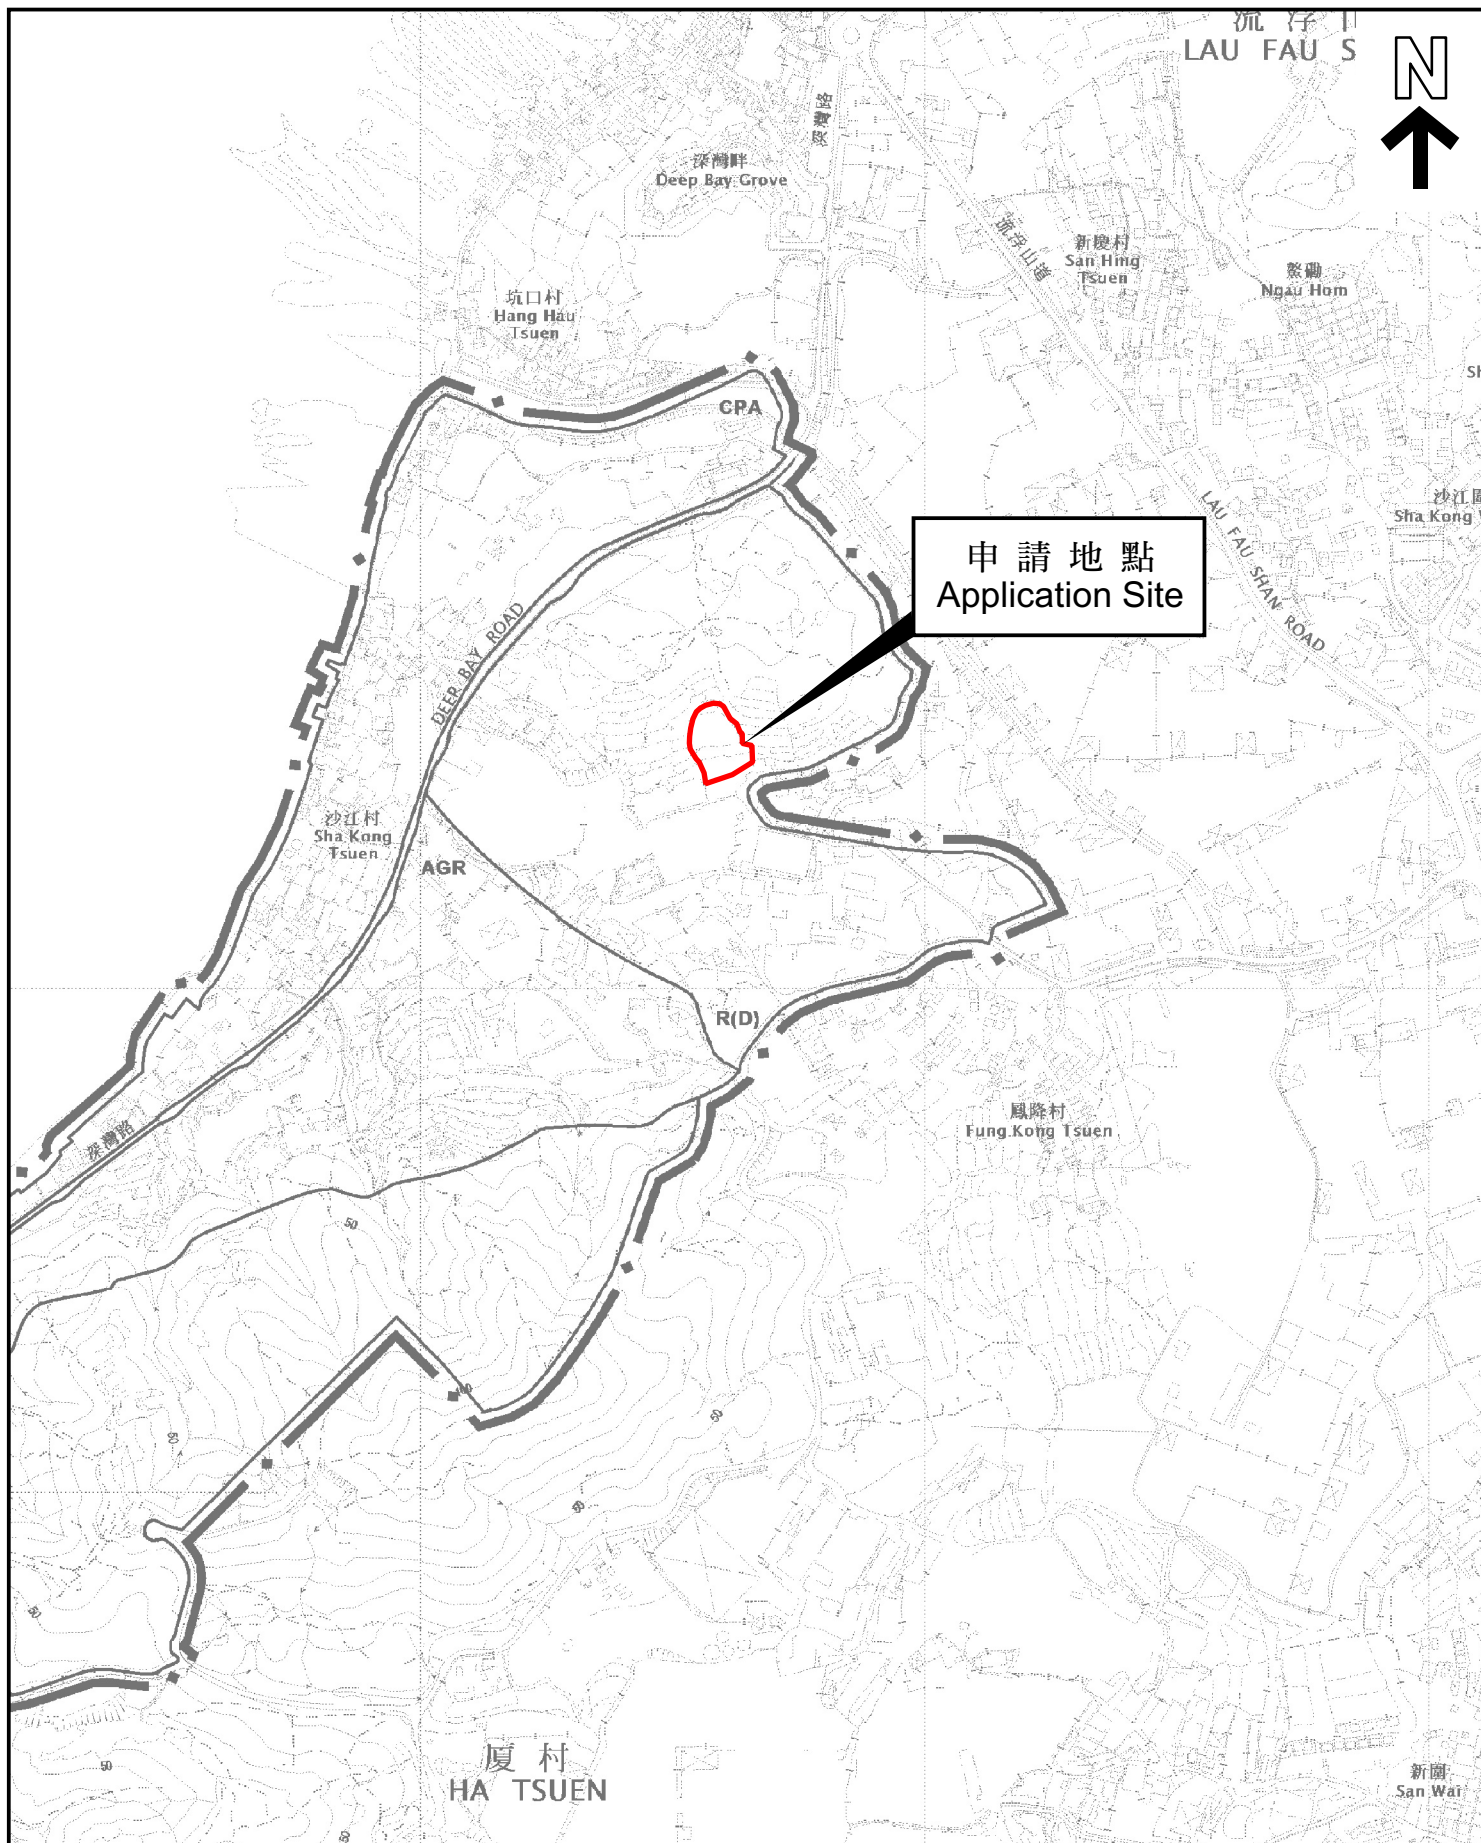 流 浮
LAU FAU S
N
深灣路
深灣畔
Deep Bay Grove
流浮山道
新慶村
San Hing
Tsuen
鰲磡
Ngau Hom
坑口村
Hang Hau
Tsuen
CPA
沙江圍
Sha Kong
LAU FAU SHAN ROAD
申請地點
Application Site
DEEP BAY ROAD
沙江村
Sha Kong
Tsuen
AGR
R(D)
鳳降村
Fung Kong Tsuen
深灣路
50
50
50
50
50
50
50
厦 村
HA TSUEN
新圍
San Wai